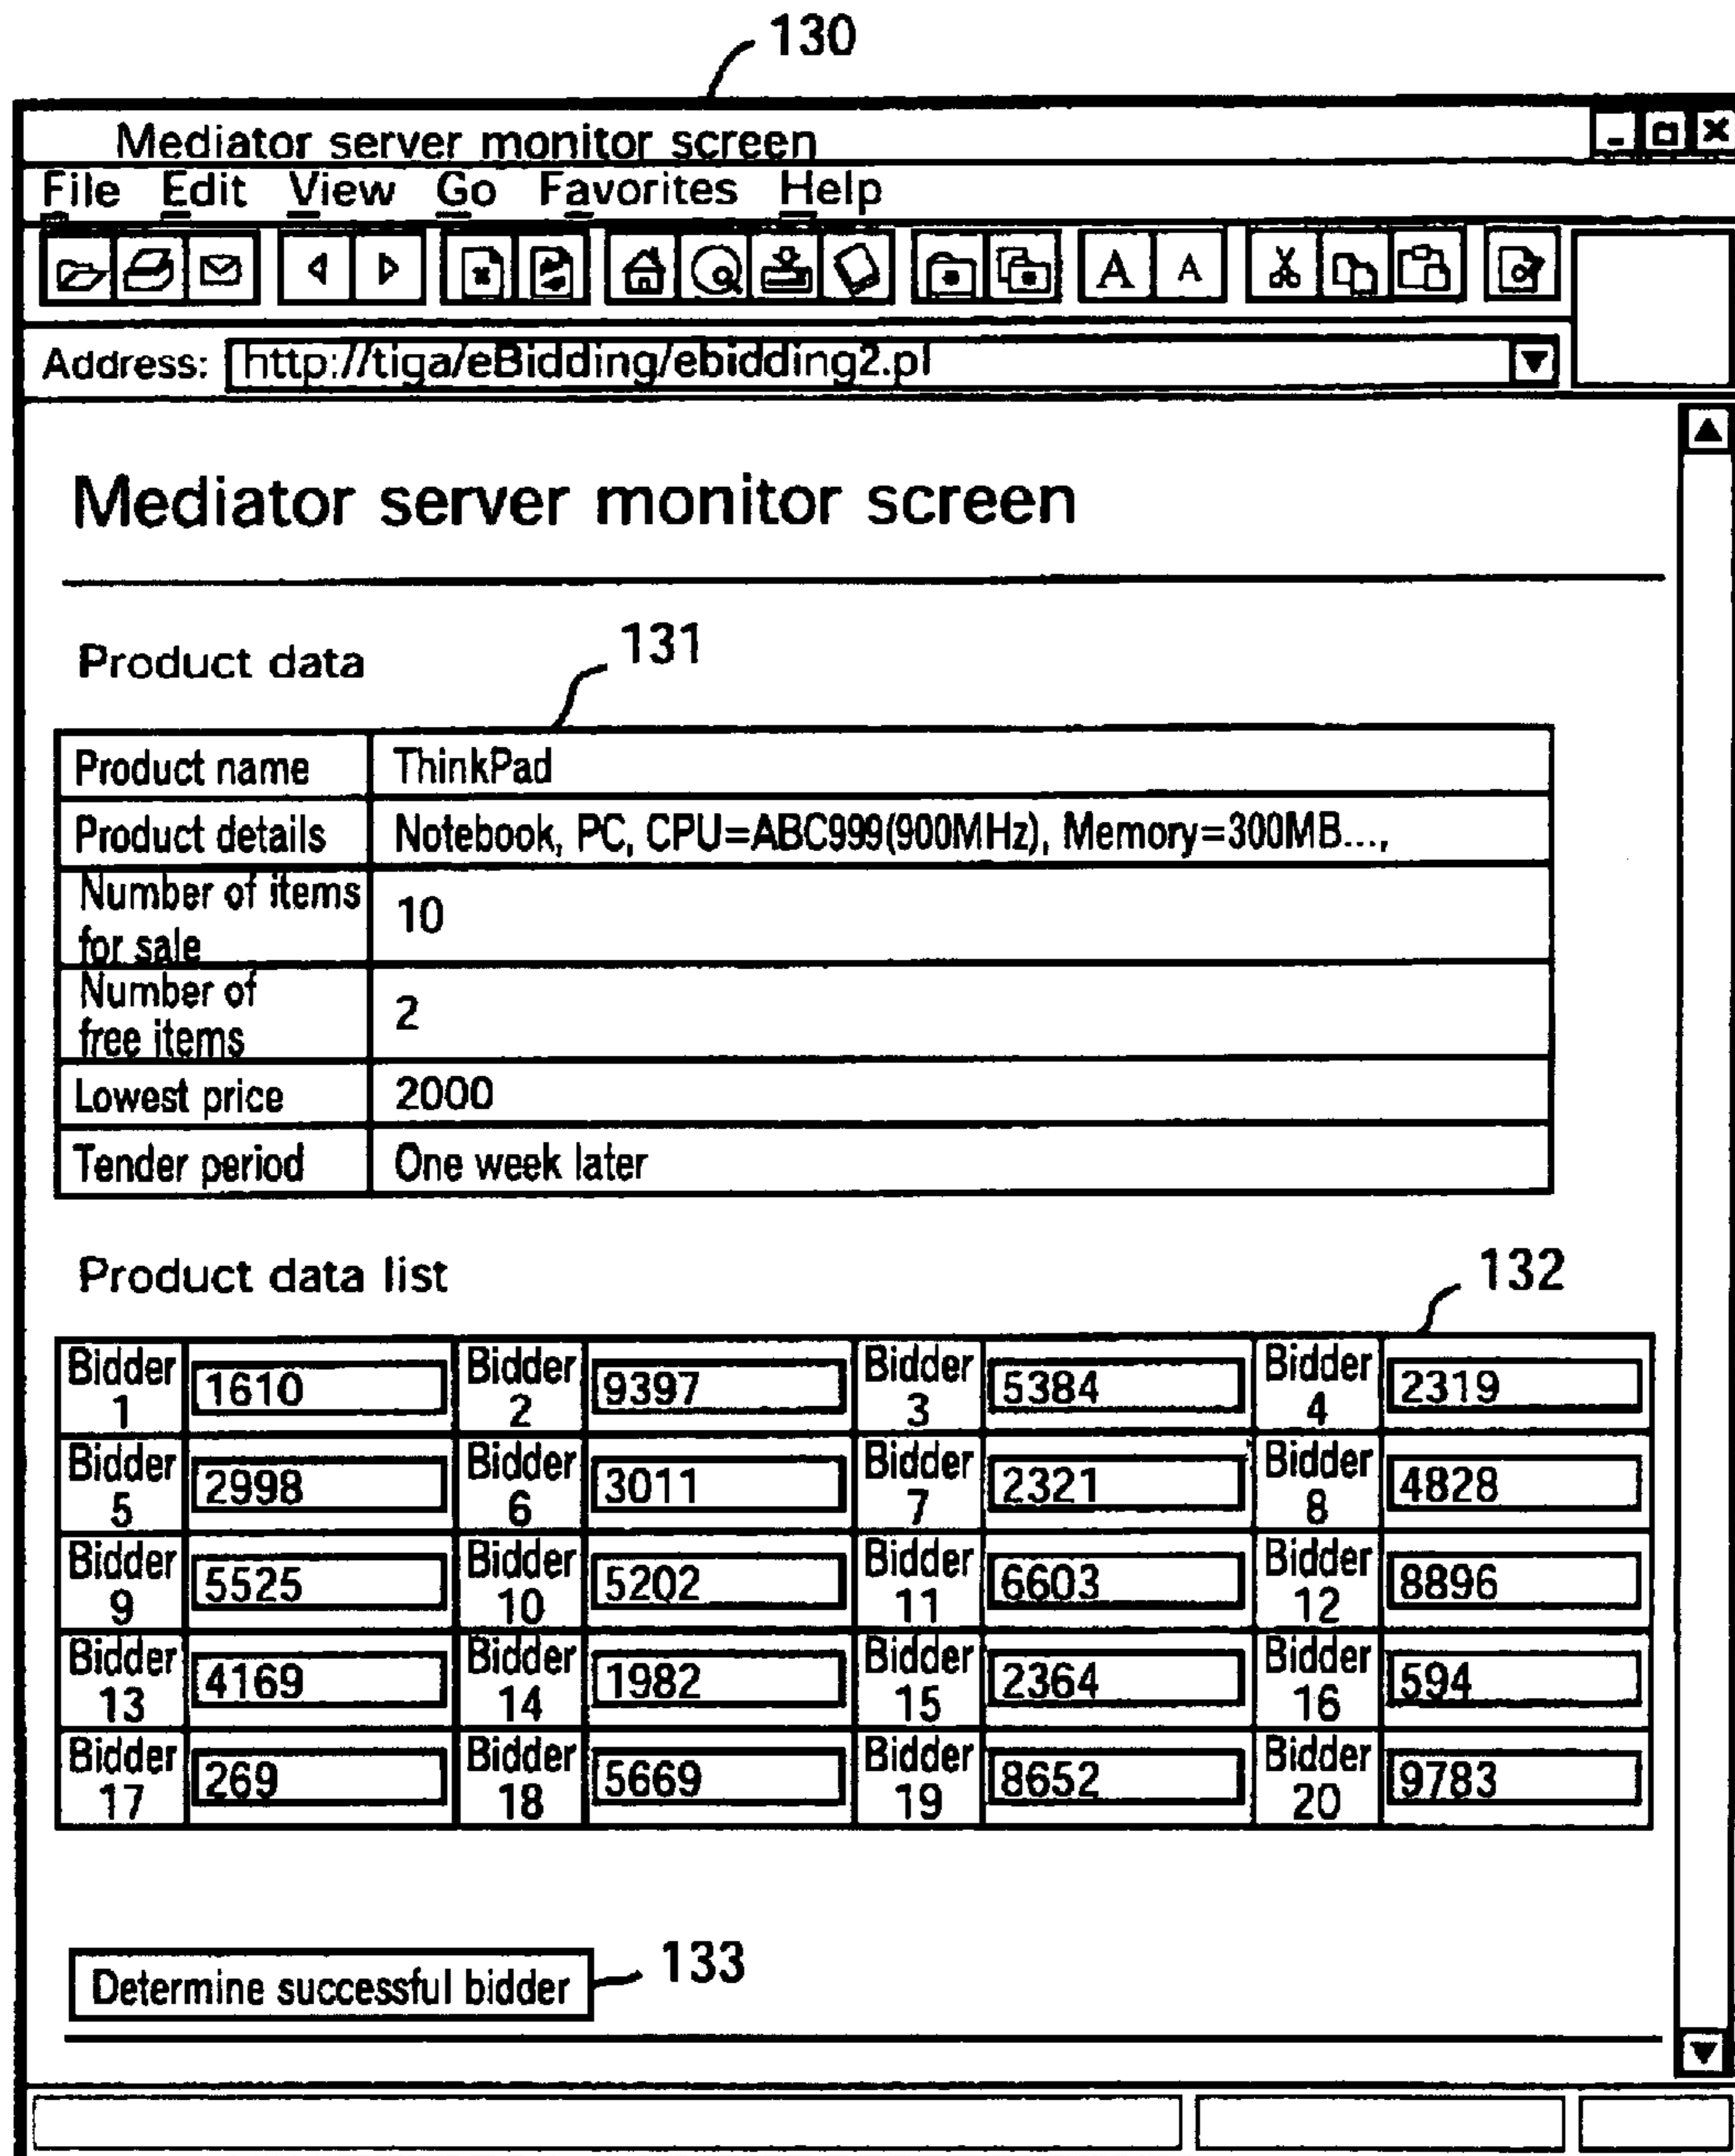 130
Mediator server monitor screen
File Edit View Go Favorites Help
A A
Address: http://tiga/eBidding/ebidding2.pl
Mediator server monitor screen
Product data
131
Product name ThinkPad
Product details Notebook, PC, CPU=ABC999(900MHz), Memory=300MB...,
Number of items
for sale
10
Number of
free items
2
Lowest price 2000
Tender period One week later
Product data list
132
Bidder 1 1610 Bidder 2 9397 Bidder 3 5384 Bidder 4 2319
Bidder 5 2998 Bidder 6 3011 Bidder 7 2321 Bidder 8 4828
Bidder 9 5525 Bidder 10 5202 Bidder 11 6603 Bidder 12 8896
Bidder 13 4169 Bidder 14 1982 Bidder 15 2364 Bidder 16 594
Bidder 17 269 Bidder 18 5669 Bidder 19 8652 Bidder 20 9783
Determine successful bidder
133